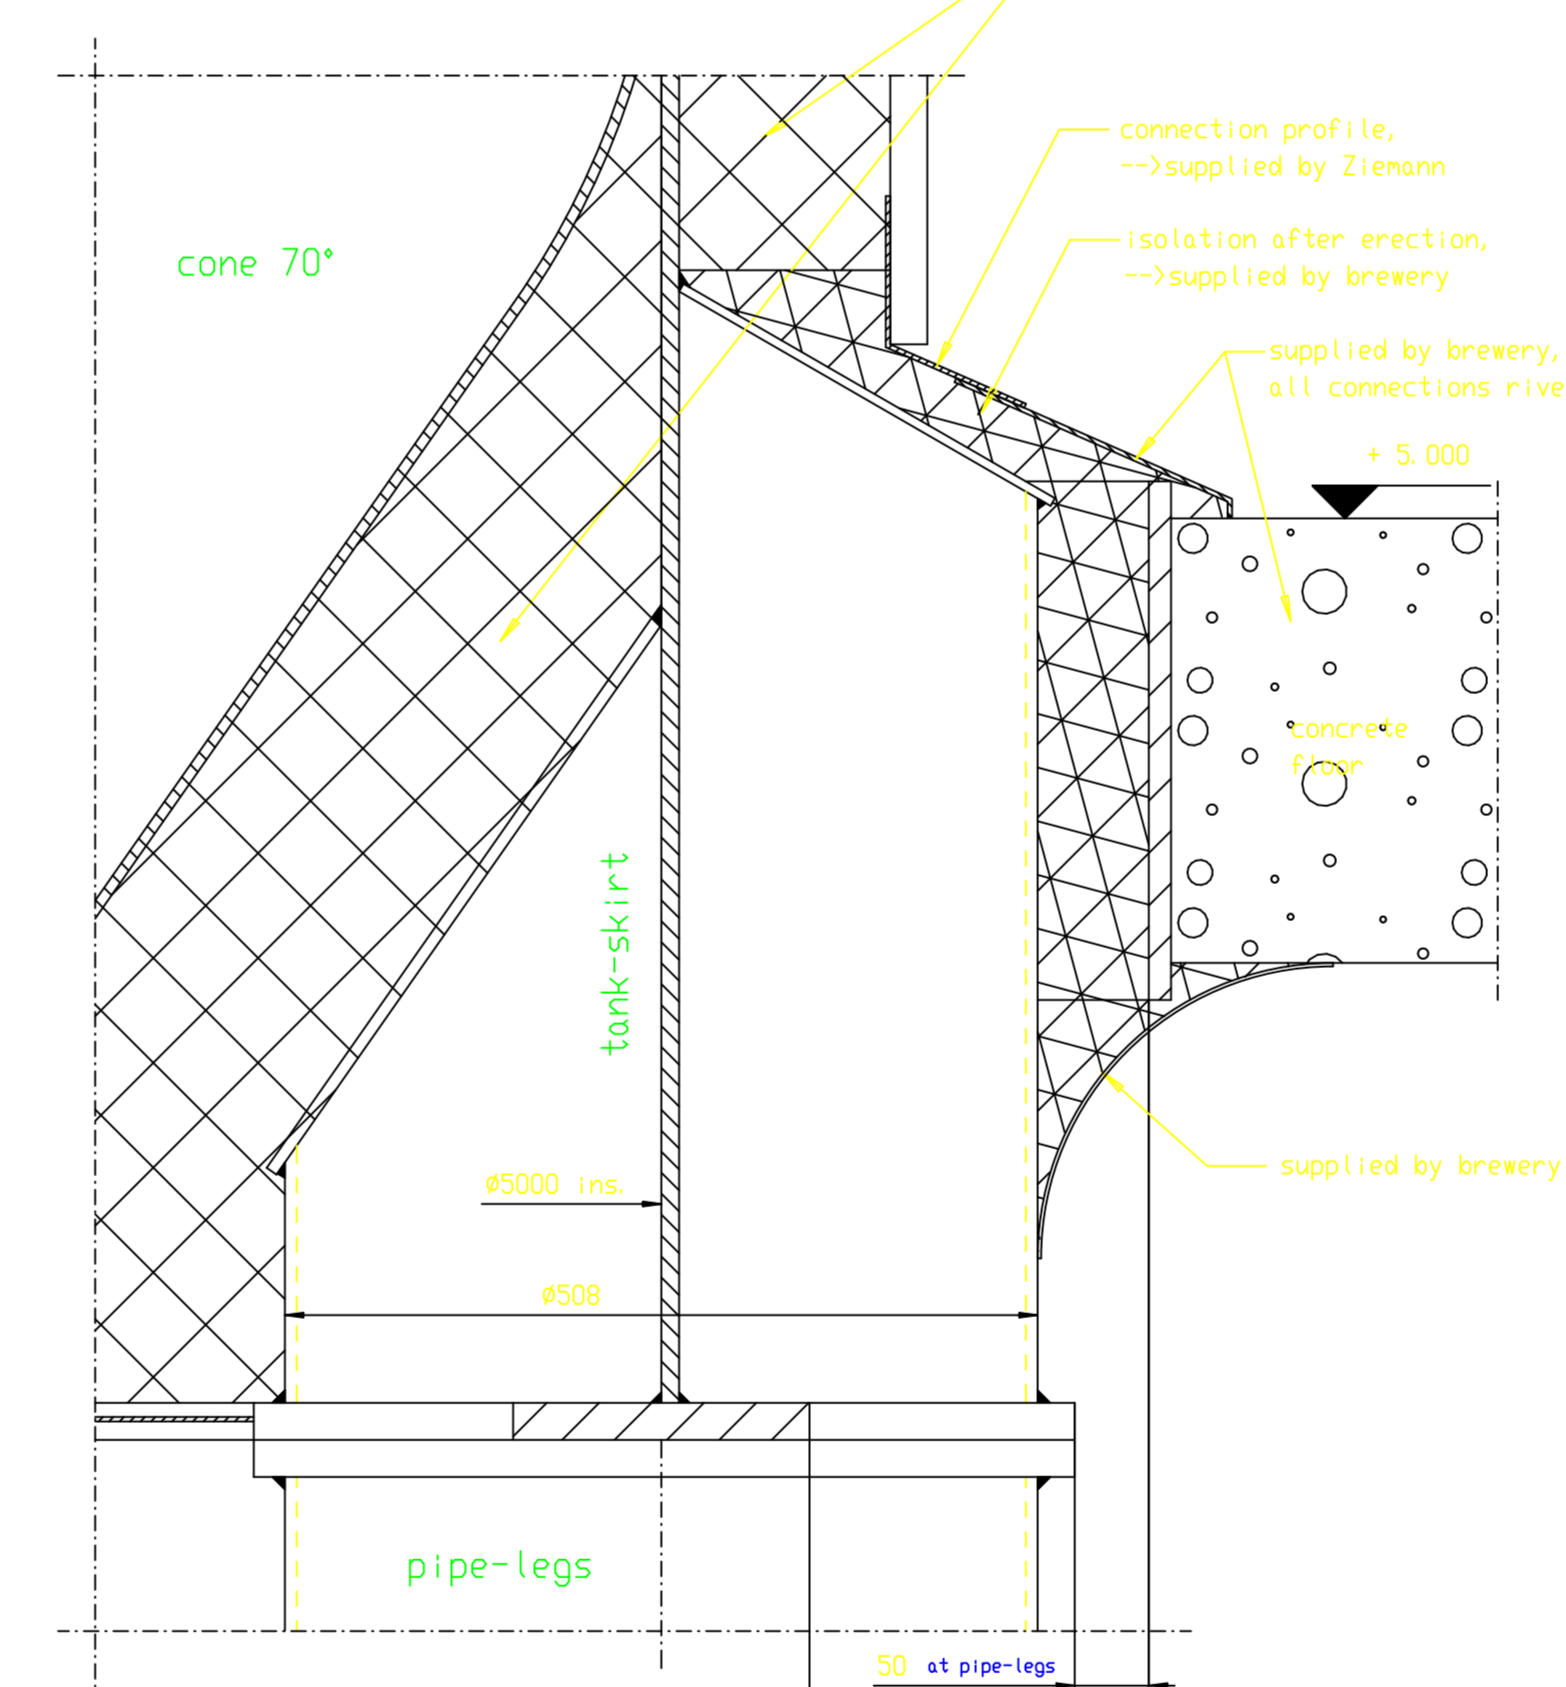 connection profile,
-->supplied by Ziemann
cone 70°
isolation after erection,
-->supplied by brewery
supplied by brewery,
all connections rive
+ 5.000
concrete
floor
tank-skirt
supplied by brewery
ø5000 ins.
ø508
pipe-legs
50 at pipe-legs